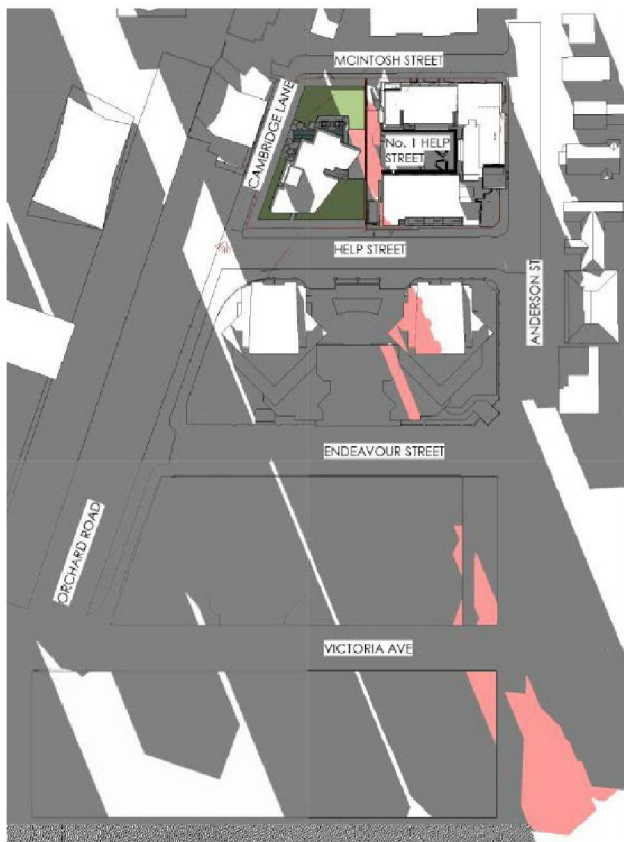 MCINTOSH STREET
CAMBRIDGE LANE
No. 1 HELP
STREET
HELP STREET
ANDERSON ST
ENDEAVOUR STREET
ORCHARD ROAD
VICTORIA AVE